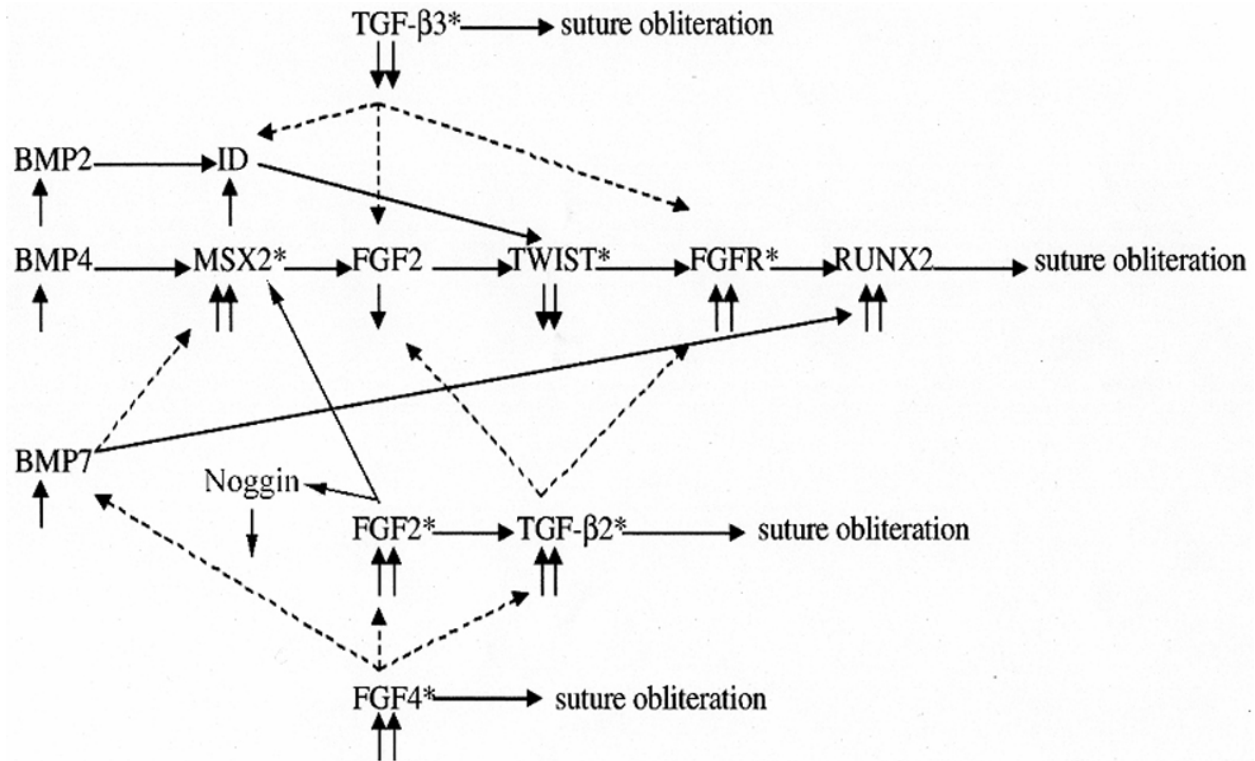 TGF-β3* suture obliteration
BMP2 ID
BMP4 MSX2* FGF2 TWIST* FGFR* RUNX2 suture obliteration
BMP7
Noggin
FGF2* TGF-β2* suture obliteration
FGF4* suture obliteration